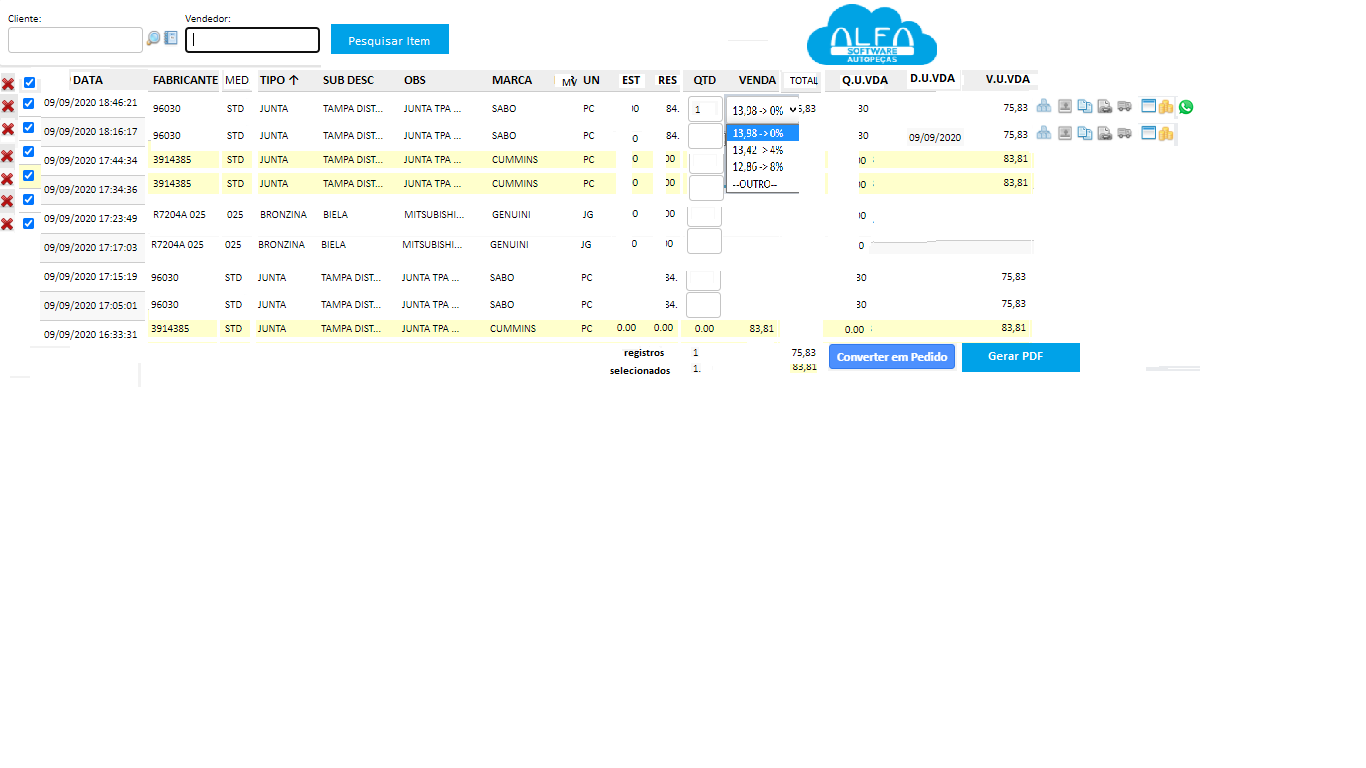 Cliente: Vendedor:
Pesquisar Item
ALFA
SOFTWARE
AUTOPEÇAS
DATA FABRICANTE MED TIPO ↑ SUB DESC OBS MARCA MV UN EST RES QTD VENDA TOTAL Q.U.VDA D.U.VDA V.U.VDA
09/09/2020 18:46:21 96030 STD JUNTA TAMPA DIST... JUNTA TPA ... SABO PC 84. 1 13,98 -> 0% 75,83
09/09/2020 18:16:17 96030 STD JUNTA TAMPA DIST... JUNTA TPA ... SABO PC 0 84. 13,98 -> 0% 09/09/2020 75,83
09/09/2020 17:44:34 3914385 STD JUNTA TAMPA DIST... JUNTA TPA ... CUMMINS PC 0 00 13,42 -> 4% 83,81
12,86 -> 8%
09/09/2020 17:34:36 3914385 STD JUNTA TAMPA DIST... JUNTA TPA ... CUMMINS PC 0 00 --OUTRO-- 83,81
09/09/2020 17:23:49 R7204A 025 025 BRONZINA BIELA MITSUBISHI... GENUINI JG 0 00
09/09/2020 17:17:03 R7204A 025 025 BRONZINA BIELA MITSUBISHI... GENUINI JG 0 00 0
09/09/2020 17:15:19 96030 STD JUNTA TAMPA DIST... JUNTA TPA ... SABO PC 84. 30 75,83
09/09/2020 17:05:01 96030 STD JUNTA TAMPA DIST... JUNTA TPA ... SABO PC 84. 30 75,83
09/09/2020 16:33:31 3914385 STD JUNTA TAMPA DIST... JUNTA TPA ... CUMMINS PC 0.00 0.00 0.00 83,81 0.00 83,81
registros 1 75,83 Converter em Pedido Gerar PDF
selecionados 1. 83,81